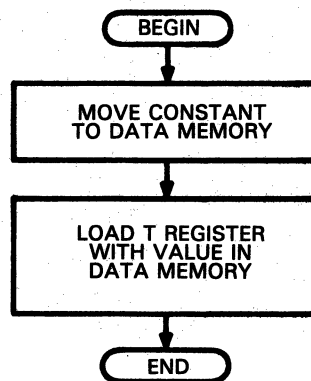 BEGIN
MOVE CONSTANT
TO DATA MEMORY
LOAD T REGISTER
WITH VALUE IN
DATA MEMORY
END